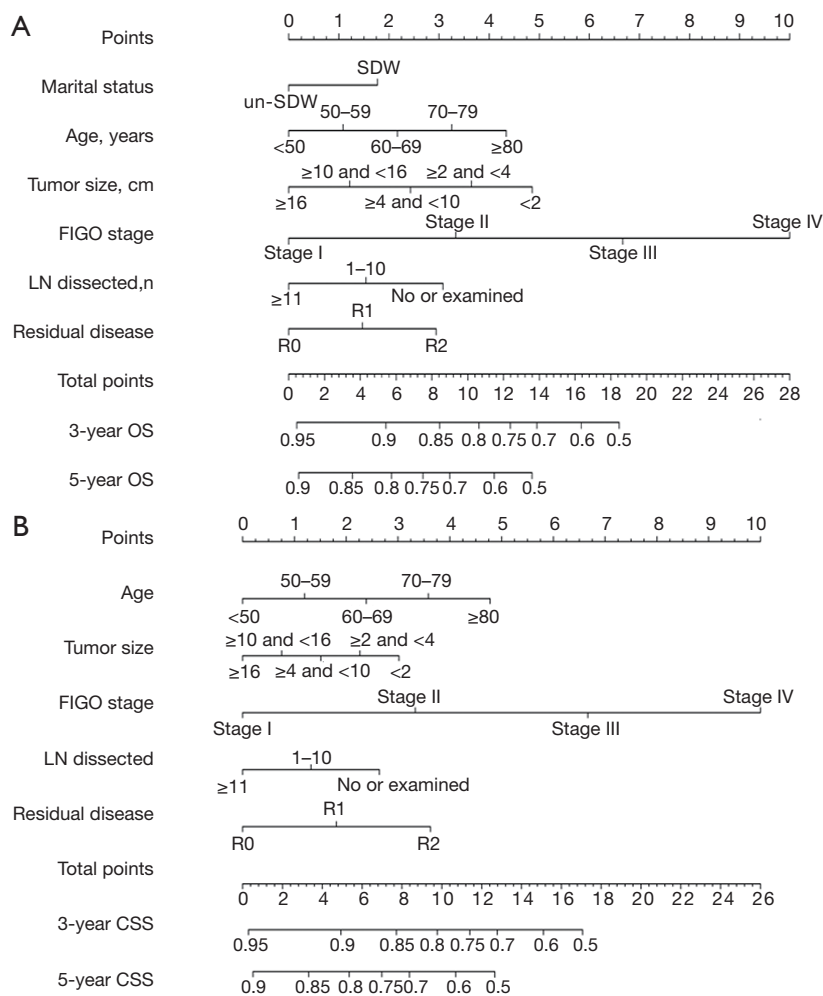 A
Points
0 1 2 3 4 5 6 7 8 9 10
Marital status
SDW
un-SDW
Age, years
50–59 70–79
<50 60–69 ≥80
Tumor size, cm
≥10 and <16 ≥2 and <4
≥16 ≥4 and <10 <2
FIGO stage
Stage II Stage IV
Stage I Stage III
LN dissected,n
1–10
≥11 No or examined
Residual disease
R1
R0 R2
Total points
0 2 4 6 8 10 12 14 16 18 20 22 24 26 28
3-year OS
0.95 0.9 0.85 0.8 0.75 0.7 0.6 0.5
5-year OS
0.9 0.85 0.8 0.75 0.7 0.6 0.5
B
Points
0 1 2 3 4 5 6 7 8 9 10
Age
50–59 70–79
<50 60–69 ≥80
Tumor size
≥10 and <16 ≥2 and <4
≥16 ≥4 and <10 <2
FIGO stage
Stage II Stage IV
Stage I Stage III
LN dissected
1–10
≥11 No or examined
Residual disease
R1
R0 R2
Total points
0 2 4 6 8 10 12 14 16 18 20 22 24 26
3-year CSS
0.95 0.9 0.85 0.8 0.75 0.7 0.6 0.5
5-year CSS
0.9 0.85 0.8 0.75 0.7 0.6 0.5